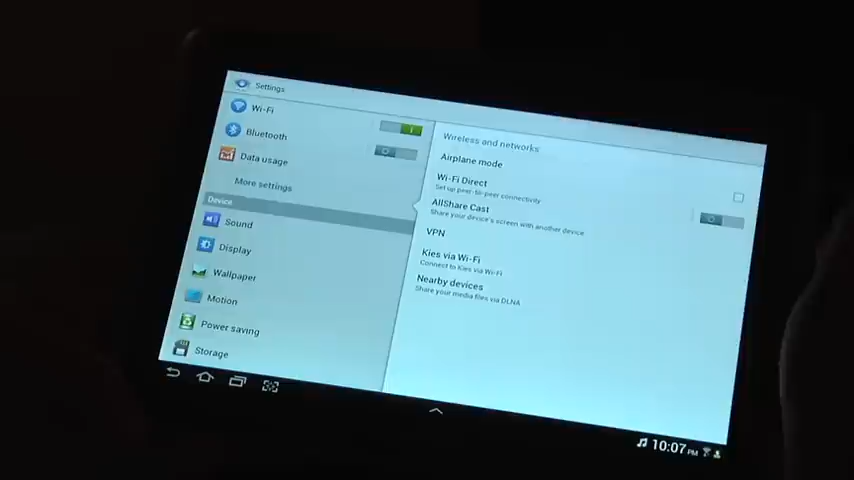 Settings
Wi-Fi
Bluetooth
Data usage
More settings
Device
Sound
Display
Wallpaper
Motion
Power saving
Storage
Wireless and networks
Airplane mode
Wi-Fi Direct
Set up peer-to-peer connectivity
AllShare Cast
Share your device's screen with another device
VPN
Kies via Wi-Fi
Connect to Kies via Wi-Fi
Nearby devices
Share your media files via DLNA
10:07 PM